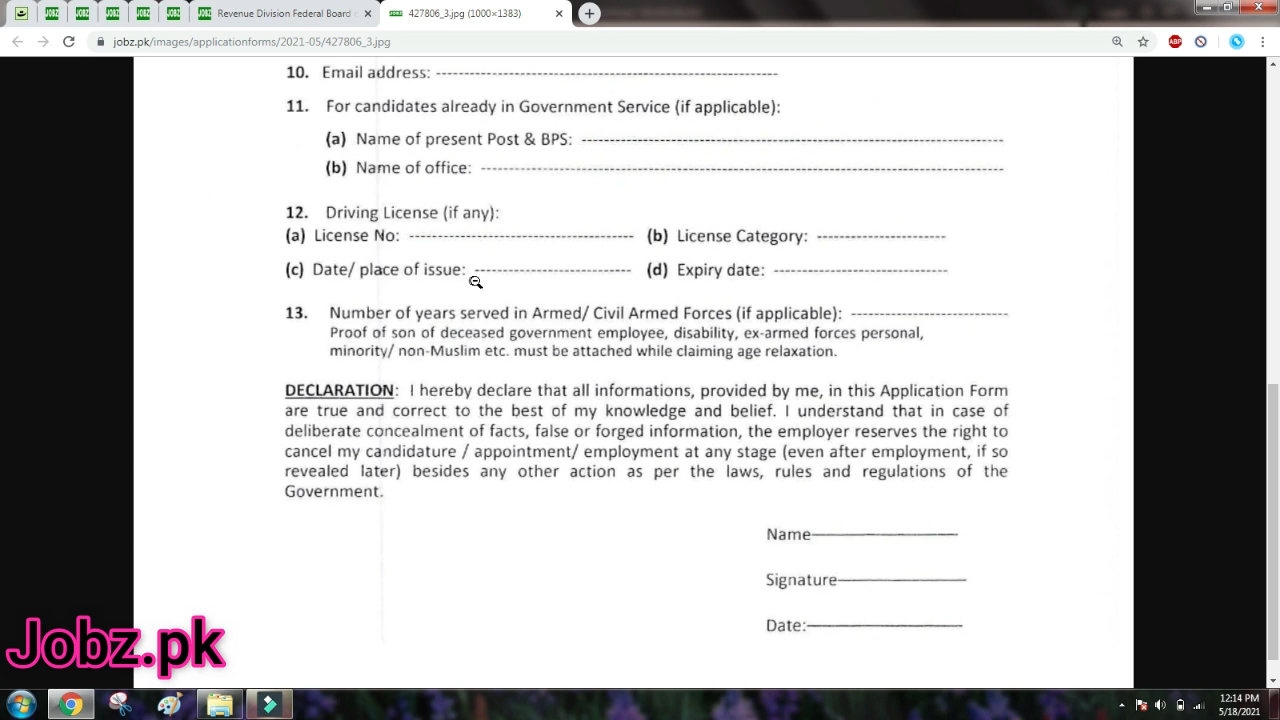 JOBZ
JOBZ
JOBZ
JOBZ
JOBZ
Revenue Division Federal Board
JOBZ
427806_3.jpg (1000×1383)
jobz.pk/images/applicationforms/2021-05/427806_3.jpg
ABP
10. Email address: ---------------------------------------------------------
11. For candidates already in Government Service (if applicable):
(a) Name of present Post & BPS: ---------------------------------------------------------
(b) Name of office: ---------------------------------------------------------
12. Driving License (if any):
(a) License No: ------------------------------------ (b) License Category: --------------------
(c) Date/ place of issue: ------------------------- (d) Expiry date: ---------------------------
13. Number of years served in Armed/ Civil Armed Forces (if applicable): -------------------------
Proof of son of deceased government employee, disability, ex-armed forces personal,
minority/ non-Muslim etc. must be attached while claiming age relaxation.
DECLARATION: I hereby declare that all informations, provided by me, in this Application Form
are true and correct to the best of my knowledge and belief. I understand that in case of
deliberate concealment of facts, false or forged information, the employer reserves the right to
cancel my candidature / appointment/ employment at any stage (even after employment, if so
revealed later) besides any other action as per the laws, rules and regulations of the
Government.
Name
Signature
Date:
Jobz.pk
12:14 PM
5/18/2021